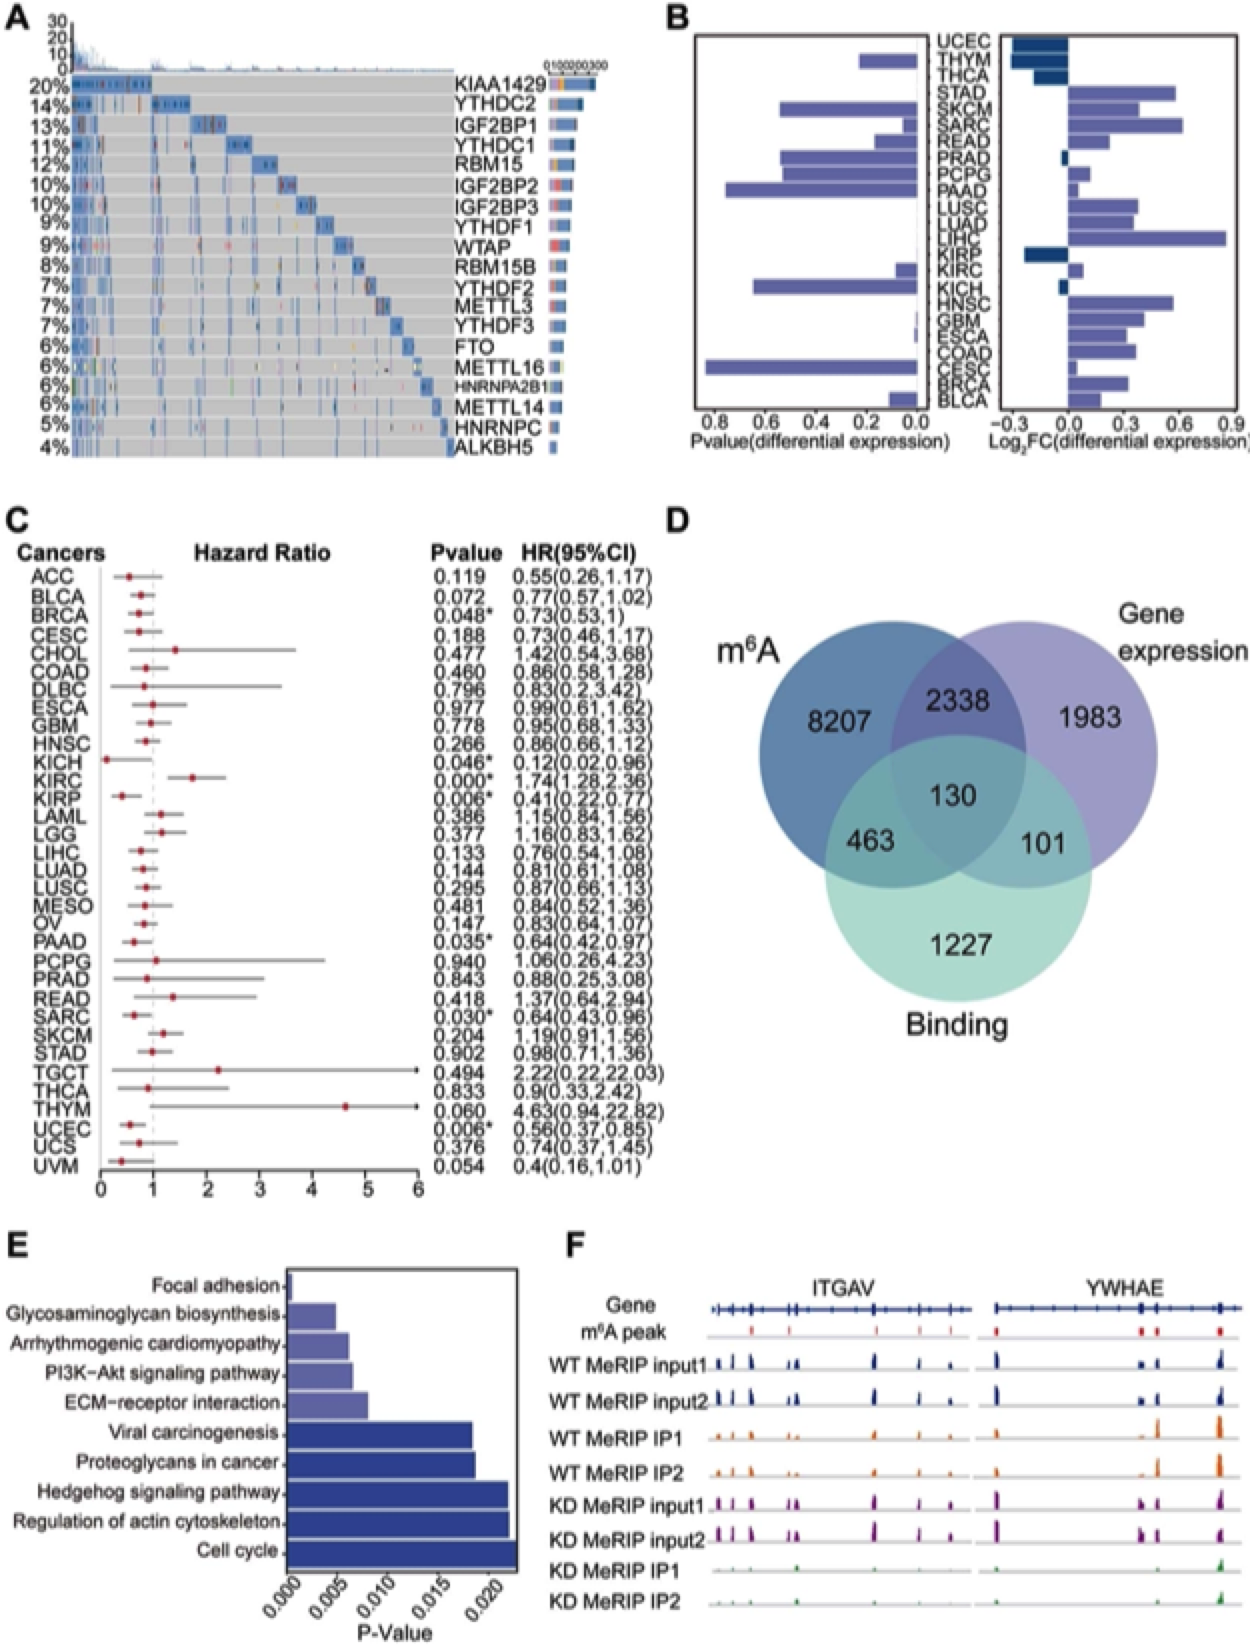 A
30
20
10
0
0100200300
20% KIAA1429
14% YTHDC2
13% IGF2BP1
11% YTHDC1
12% RBM15
10% IGF2BP2
10% IGF2BP3
9% YTHDF1
9% WTAP
8% RBM15B
7% YTHDF2
7% METTL3
7% YTHDF3
6% FTO
6% METTL16
6% HNRNPA2B1
6% METTL14
5% HNRNPC
4% ALKBH5
B
UCEC
THYM
THCA
STAD
SKCM
SARC
READ
PRAD
PCPG
PAAD
LUSC
LUAD
LIHC
KIRP
KIRC
KICH
HNSC
GBM
ESCA
COAD
CESC
BRCA
BLCA
0.8 0.6 0.4 0.2 0.0
−0.3 0.0 0.3 0.6 0.9
Pvalue(differential expression)
Log₂FC(differential expression)
C
Cancers Hazard Ratio Pvalue HR(95%CI)
ACC 0.119 0.55(0.26,1.17)
BLCA 0.072 0.77(0.57,1.02)
BRCA 0.048* 0.73(0.53,1)
CESC 0.188 0.73(0.46,1.17)
CHOL 0.477 1.42(0.54,3.68)
COAD 0.460 0.86(0.58,1.28)
DLBC 0.796 0.83(0.2,3.42)
ESCA 0.977 0.99(0.61,1.62)
GBM 0.778 0.95(0.68,1.33)
HNSC 0.266 0.86(0.66,1.12)
KICH 0.046* 0.12(0.02,0.96)
KIRC 0.000* 1.74(1.28,2.36)
KIRP 0.006* 0.41(0.22,0.77)
LAML 0.386 1.15(0.84,1.56)
LGG 0.377 1.16(0.83,1.62)
LIHC 0.133 0.76(0.54,1.08)
LUAD 0.144 0.81(0.61,1.08)
LUSC 0.295 0.87(0.66,1.13)
MESO 0.481 0.84(0.52,1.36)
OV 0.147 0.83(0.64,1.07)
PAAD 0.035* 0.64(0.42,0.97)
PCPG 0.940 1.06(0.26,4.23)
PRAD 0.843 0.88(0.25,3.08)
READ 0.418 1.37(0.64,2.94)
SARC 0.030* 0.64(0.43,0.96)
SKCM 0.204 1.19(0.91,1.56)
STAD 0.902 0.98(0.71,1.36)
TGCT 0.494 2.22(0.22,22.03)
THCA 0.833 0.9(0.33,2.42)
THYM 0.060 4.63(0.94,22.82)
UCEC 0.006* 0.56(0.37,0.85)
UCS 0.376 0.74(0.37,1.45)
UVM 0.054 0.4(0.16,1.01)
0 1 2 3 4 5 6
D
m⁶A
Gene
expression
8207 2338 1983
130
463 101
1227
Binding
E
Focal adhesion
Glycosaminoglycan biosynthesis
Arrhythmogenic cardiomyopathy
PI3K−Akt signaling pathway
ECM−receptor interaction
Viral carcinogenesis
Proteoglycans in cancer
Hedgehog signaling pathway
Regulation of actin cytoskeleton
Cell cycle
0.000 0.005 0.010 0.015 0.020
P-Value
F
ITGAV YWHAE
Gene
m⁶A peak
WT MeRIP input1
WT MeRIP input2
WT MeRIP IP1
WT MeRIP IP2
KD MeRIP input1
KD MeRIP input2
KD MeRIP IP1
KD MeRIP IP2